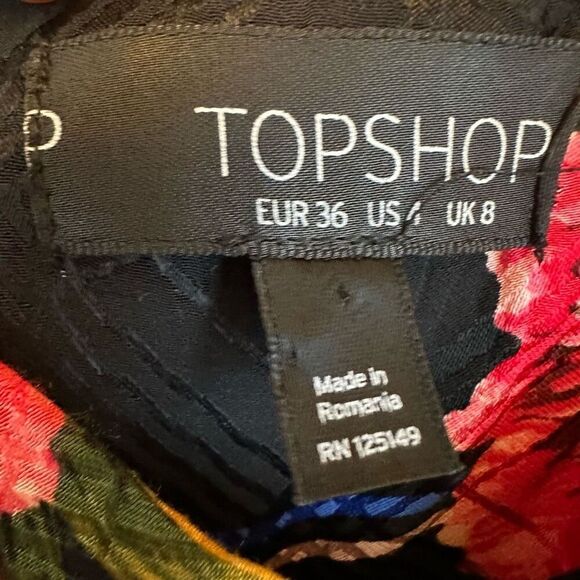 P TOPSHOP
EUR 36 US 4 UK 8
Made in
Romania
RN 125149